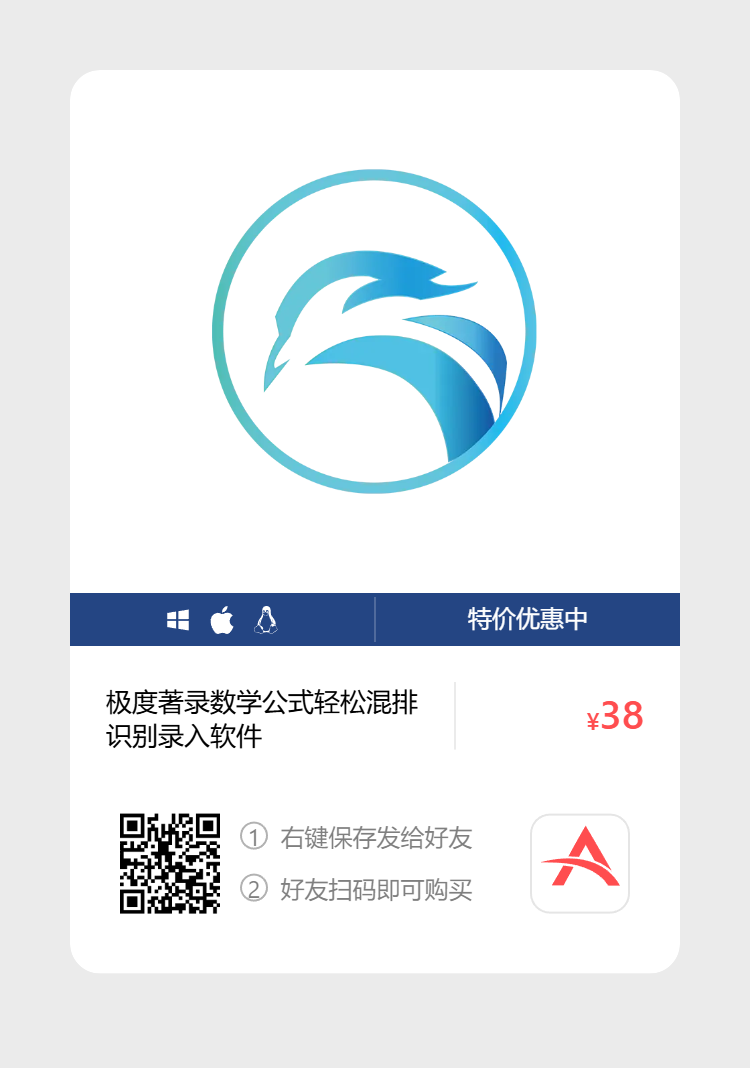 特价优惠中
极度著录数学公式轻松混排
识别录入软件
¥38
① 右键保存发给好友
② 好友扫码即可购买